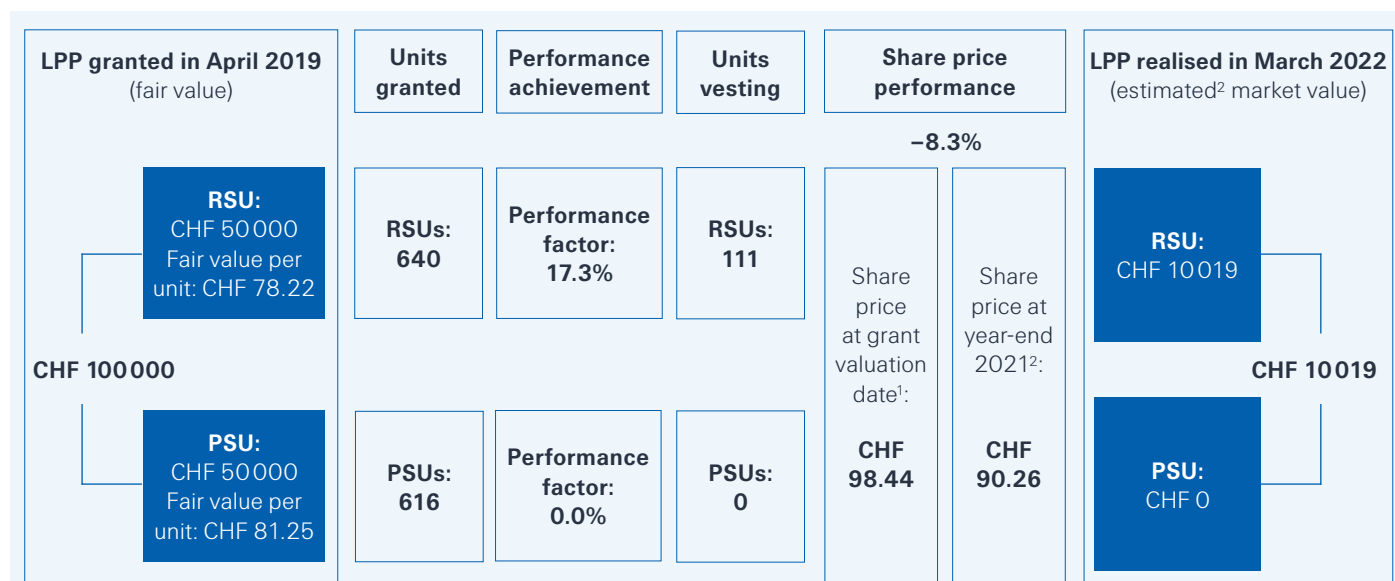 LPP granted in April 2019
(fair value)
Units
granted
Performance
achievement
Units
vesting
Share price
performance
LPP realised in March 2022
(estimated² market value)
–8.3%
RSU:
CHF 50 000
Fair value per
unit: CHF 78.22
RSUs:
640
Performance
factor:
17.3%
RSUs:
111
Share
price
at grant
valuation
date¹:
CHF
98.44
Share
price at
year-end
2021²:
CHF
90.26
RSU:
CHF 10 019
CHF 100 000
CHF 10 019
PSU:
CHF 50 000
Fair value per
unit: CHF 81.25
PSUs:
616
Performance
factor:
0.0%
PSUs:
0
PSU:
CHF 0